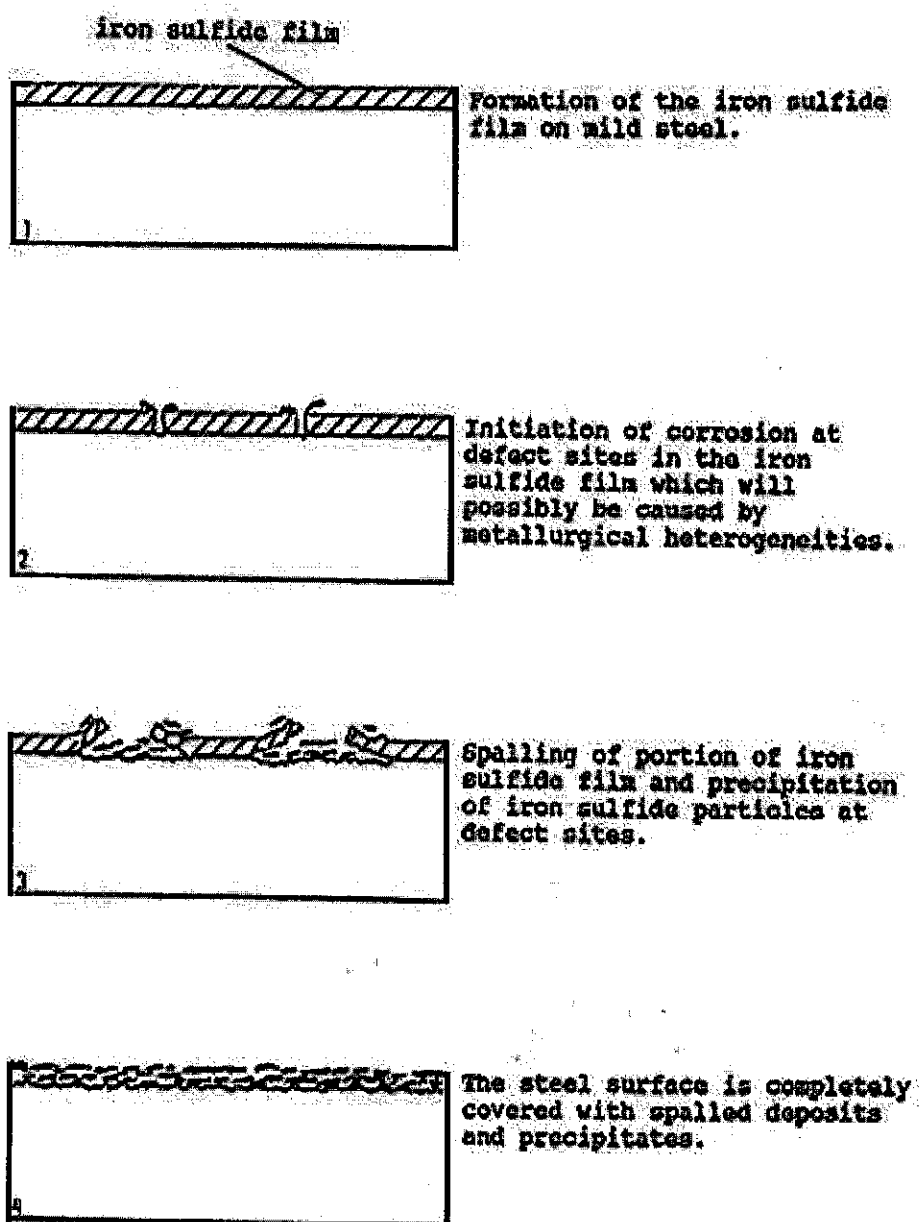 iron sulfide film
Formation of the iron sulfide
film on mild steel.
1
Initiation of corrosion at
defect sites in the iron
sulfide film which will
possibly be caused by
metallurgical heterogeneities.
2
Spalling of portion of iron
sulfide film and precipitation
of iron sulfide particles at
defect sites.
3
The steel surface is completely
covered with spalled deposits
and precipitates.
4